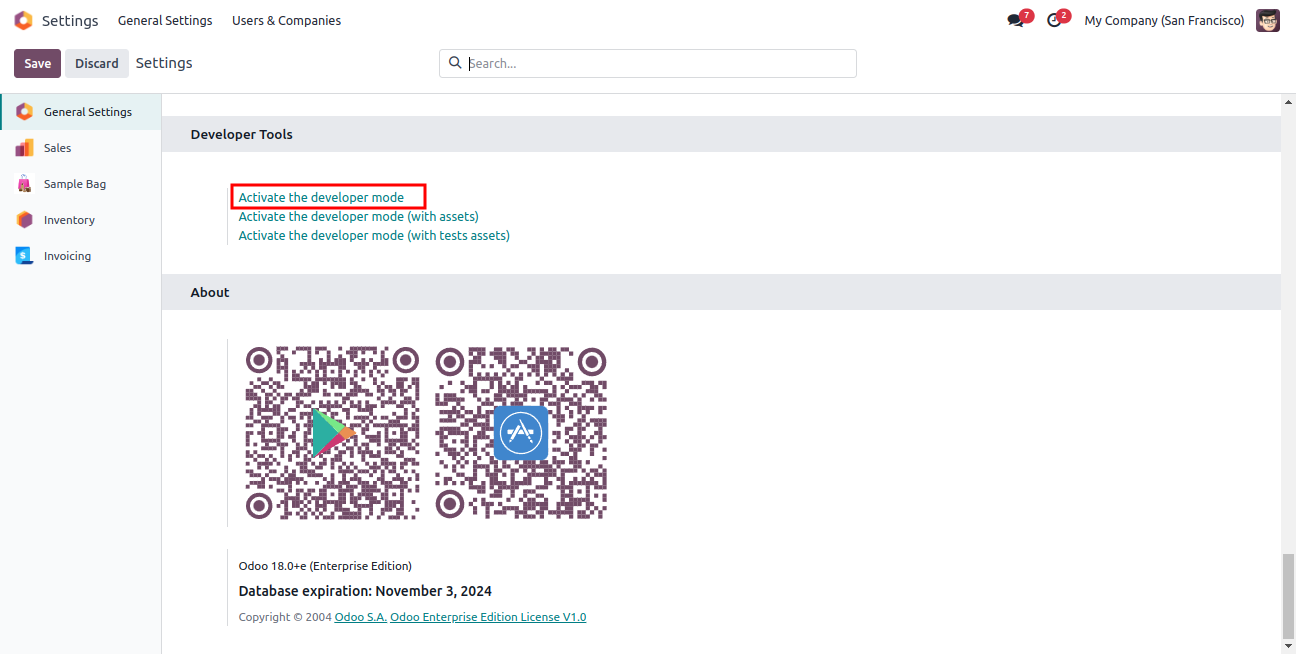 Settings General Settings Users & Companies 7 2 My Company (San Francisco)
Save Discard Settings Search...
General Settings
Sales
Sample Bag
Inventory
Invoicing
Developer Tools
Activate the developer mode
Activate the developer mode (with assets)
Activate the developer mode (with tests assets)
About
Odoo 18.0+e (Enterprise Edition)
Database expiration: November 3, 2024
Copyright © 2004 Odoo S.A. Odoo Enterprise Edition License V1.0